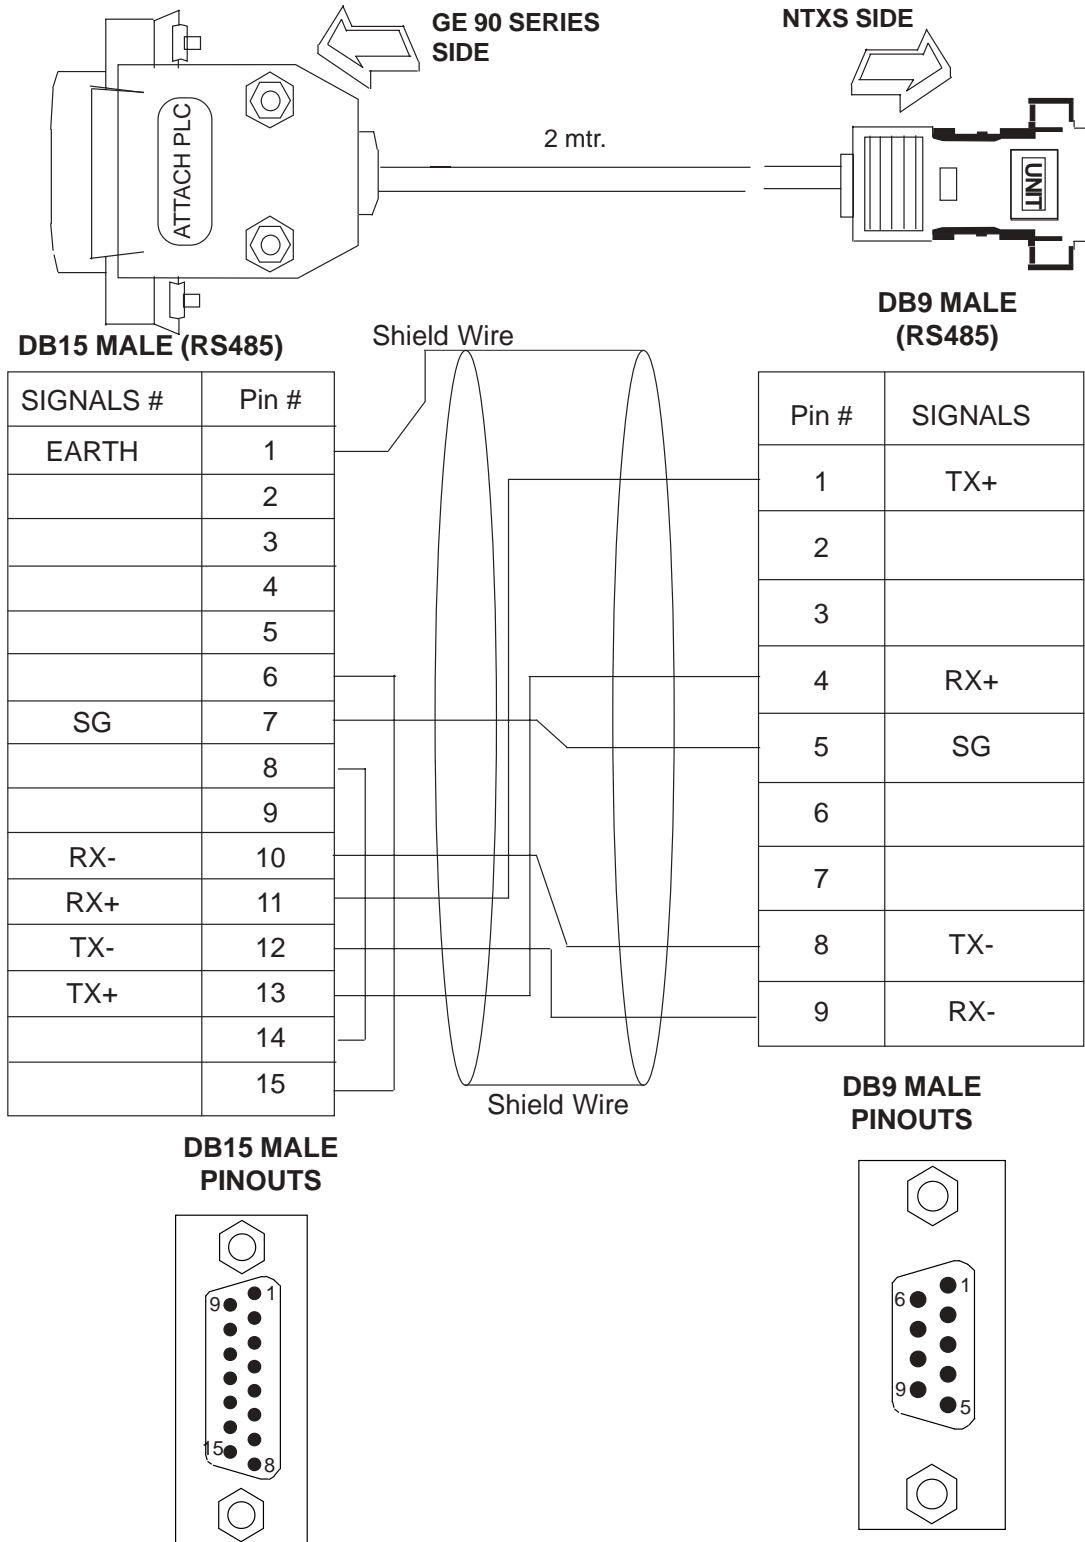 GE 90 SERIES
SIDE
NTXS SIDE
ATTACH PLC
2 mtr.
UNIT
DB15 MALE (RS485)
DB9 MALE
(RS485)
Shield Wire
SIGNALS # Pin #
EARTH 1
2
3
4
5
6
SG 7
8
9
RX- 10
RX+ 11
TX- 12
TX+ 13
14
15
Pin # SIGNALS
1 TX+
2
3
4 RX+
5 SG
6
7
8 TX-
9 RX-
Shield Wire
DB15 MALE
PINOUTS
DB9 MALE
PINOUTS
9 1
15 8
6 1
9 5